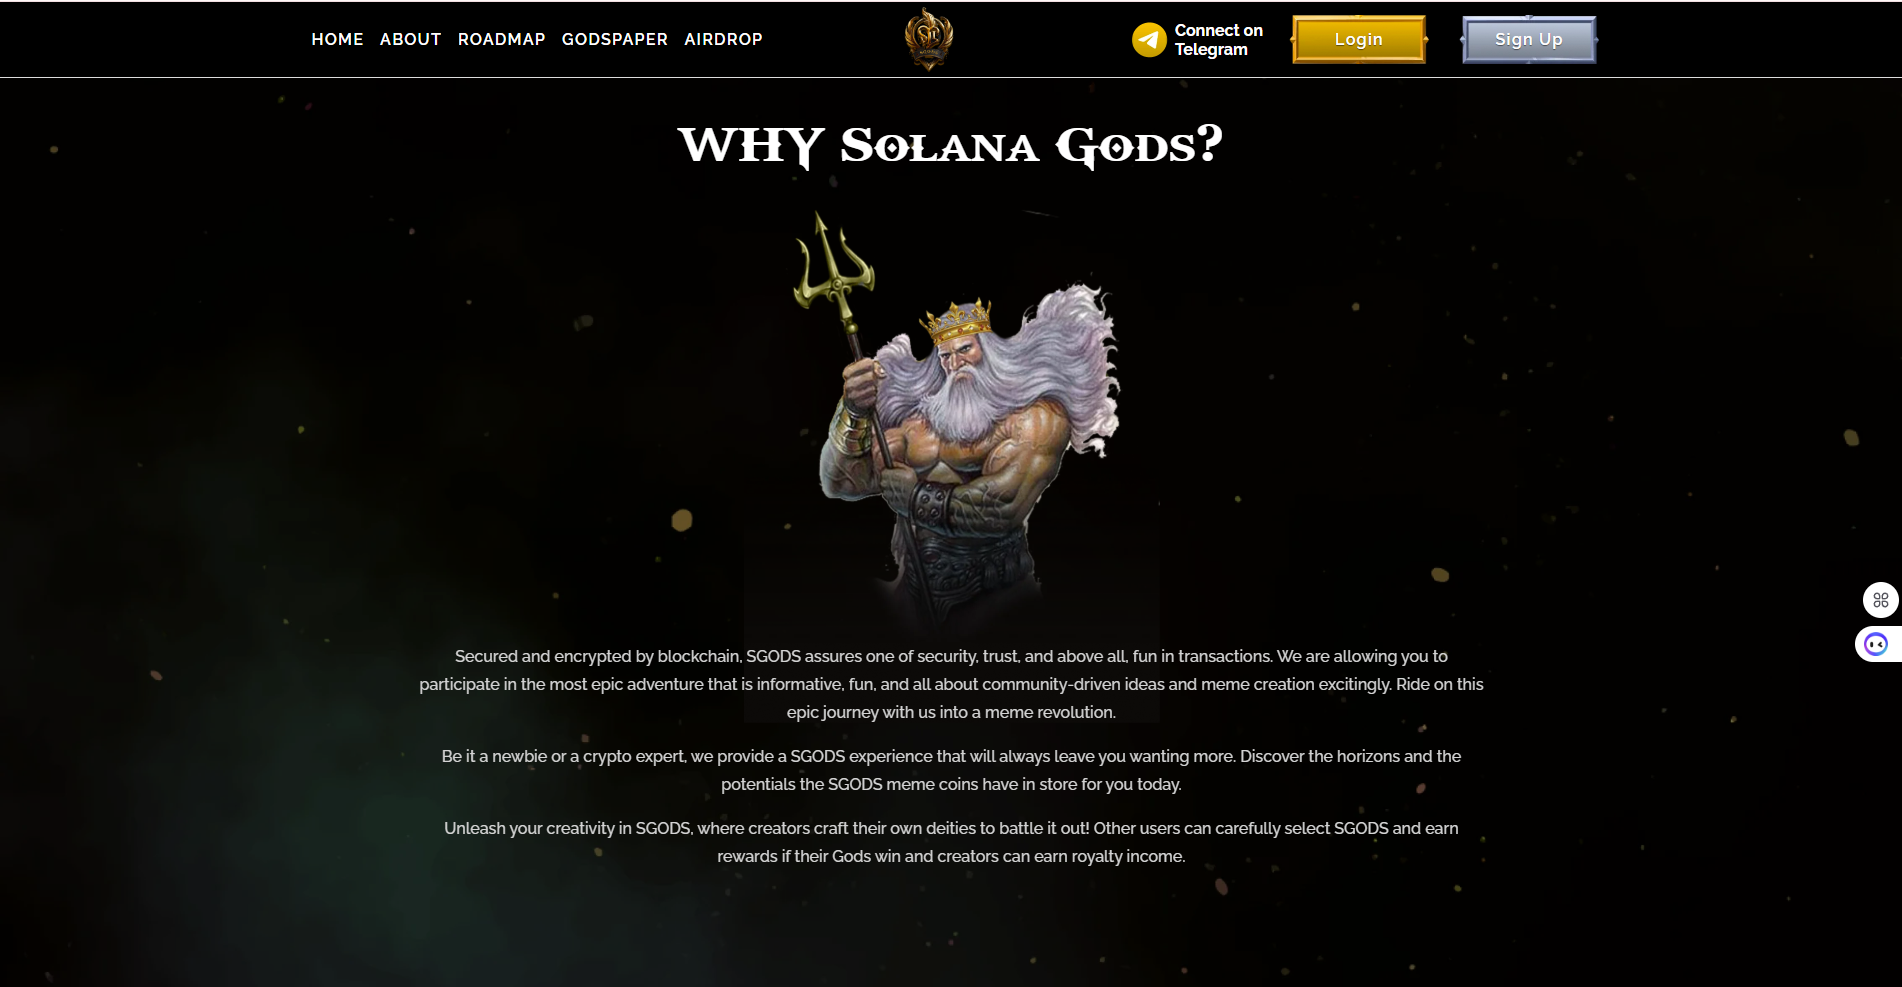 HOME ABOUT ROADMAP GODSPAPER AIRDROP
Connect on
Telegram
Login
Sign Up
WHY Solana Gods?
Secured and encrypted by blockchain, SGODS assures one of security, trust, and above all, fun in transactions. We are allowing you to
participate in the most epic adventure that is informative, fun, and all about community-driven ideas and meme creation excitingly. Ride on this
epic journey with us into a meme revolution.
Be it a newbie or a crypto expert, we provide a SGODS experience that will always leave you wanting more. Discover the horizons and the
potentials the SGODS meme coins have in store for you today.
Unleash your creativity in SGODS, where creators craft their own deities to battle it out! Other users can carefully select SGODS and earn
rewards if their Gods win and creators can earn royalty income.